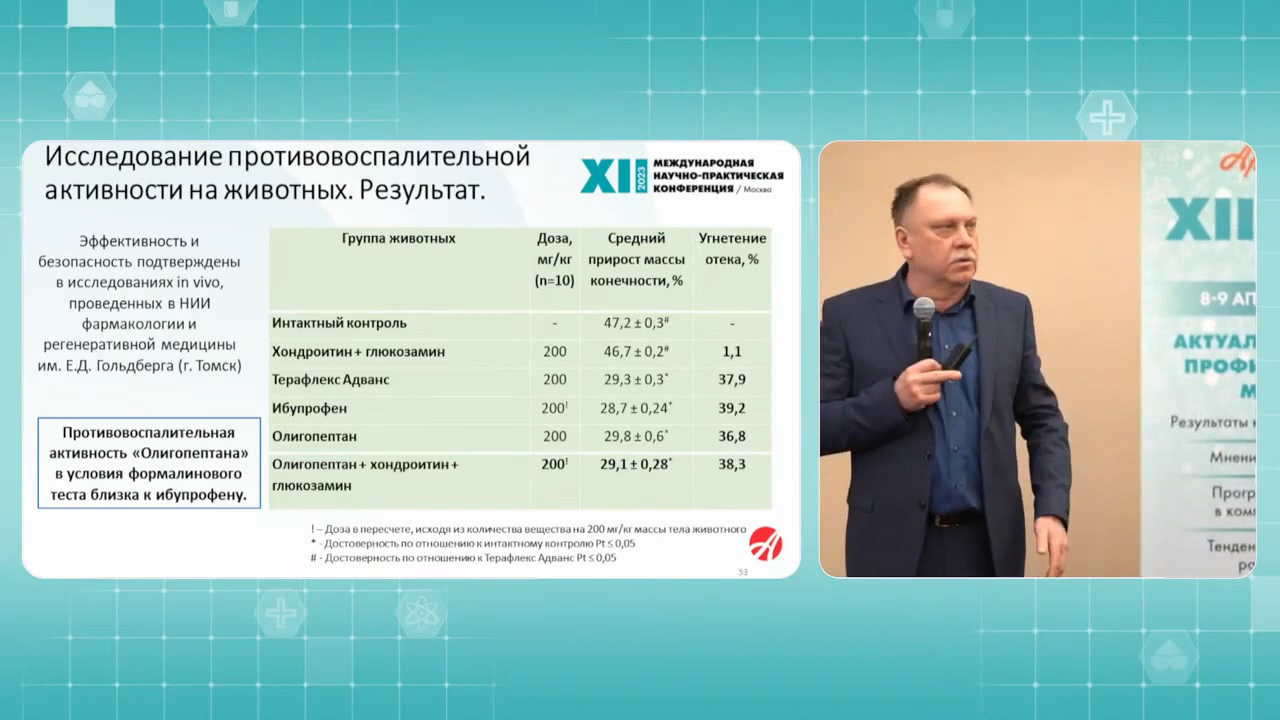 Исследование противовоспалительной
активности на животных. Результат.
XII 2023
МЕЖДУНАРОДНАЯ
НАУЧНО-ПРАКТИЧЕСКАЯ
КОНФЕРЕНЦИЯ / Москва
Эффективность и
безопасность подтверждены
в исследованиях in vivo,
проведенных в НИИ
фармакологии и
регенеративной медицины
им. Е.Д. Гольдберга (г. Томск)
Противовоспалительная
активность «Олигопептана»
в условия формалинового
теста близка к ибупрофену.
Группа животных Доза, мг/кг (n=10) Средний прирост массы конечности, % Угнетение отека, %
Интактный контроль - 47,2 ± 0,3# -
Хондроитин + глюкозамин 200 46,7 ± 0,2# 1,1
Терафлекс Адванс 200 29,3 ± 0,3* 37,9
Ибупрофен 200! 28,7 ± 0,24* 39,2
Олигопептан 200 29,8 ± 0,6* 36,8
Олигопептан + хондроитин + глюкозамин 200! 29,1 ± 0,28* 38,3
! – Доза в пересчете, исходя из количества вещества на 200 мг/кг массы тела животного
* - Достоверность по отношению к интактному контролю Pt ≤ 0,05
# - Достоверность по отношению к Терафлекс Адванс Pt ≤ 0,05
53
XII
8-9 АП
АКТУАЛ
ПРОФИ
М
Результаты
Мнени
Прогр
в комп
Тенден
ра